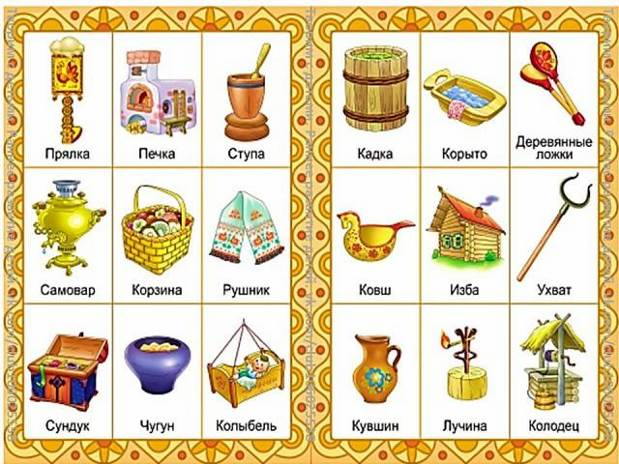 Прялка
Печка
Ступа
Кадка
Корыто
Деревянные
ложки
Самовар
Корзина
Рушник
Ковш
Изба
Ухват
Сундук
Чугун
Колыбель
Кувшин
Лучина
Колодец